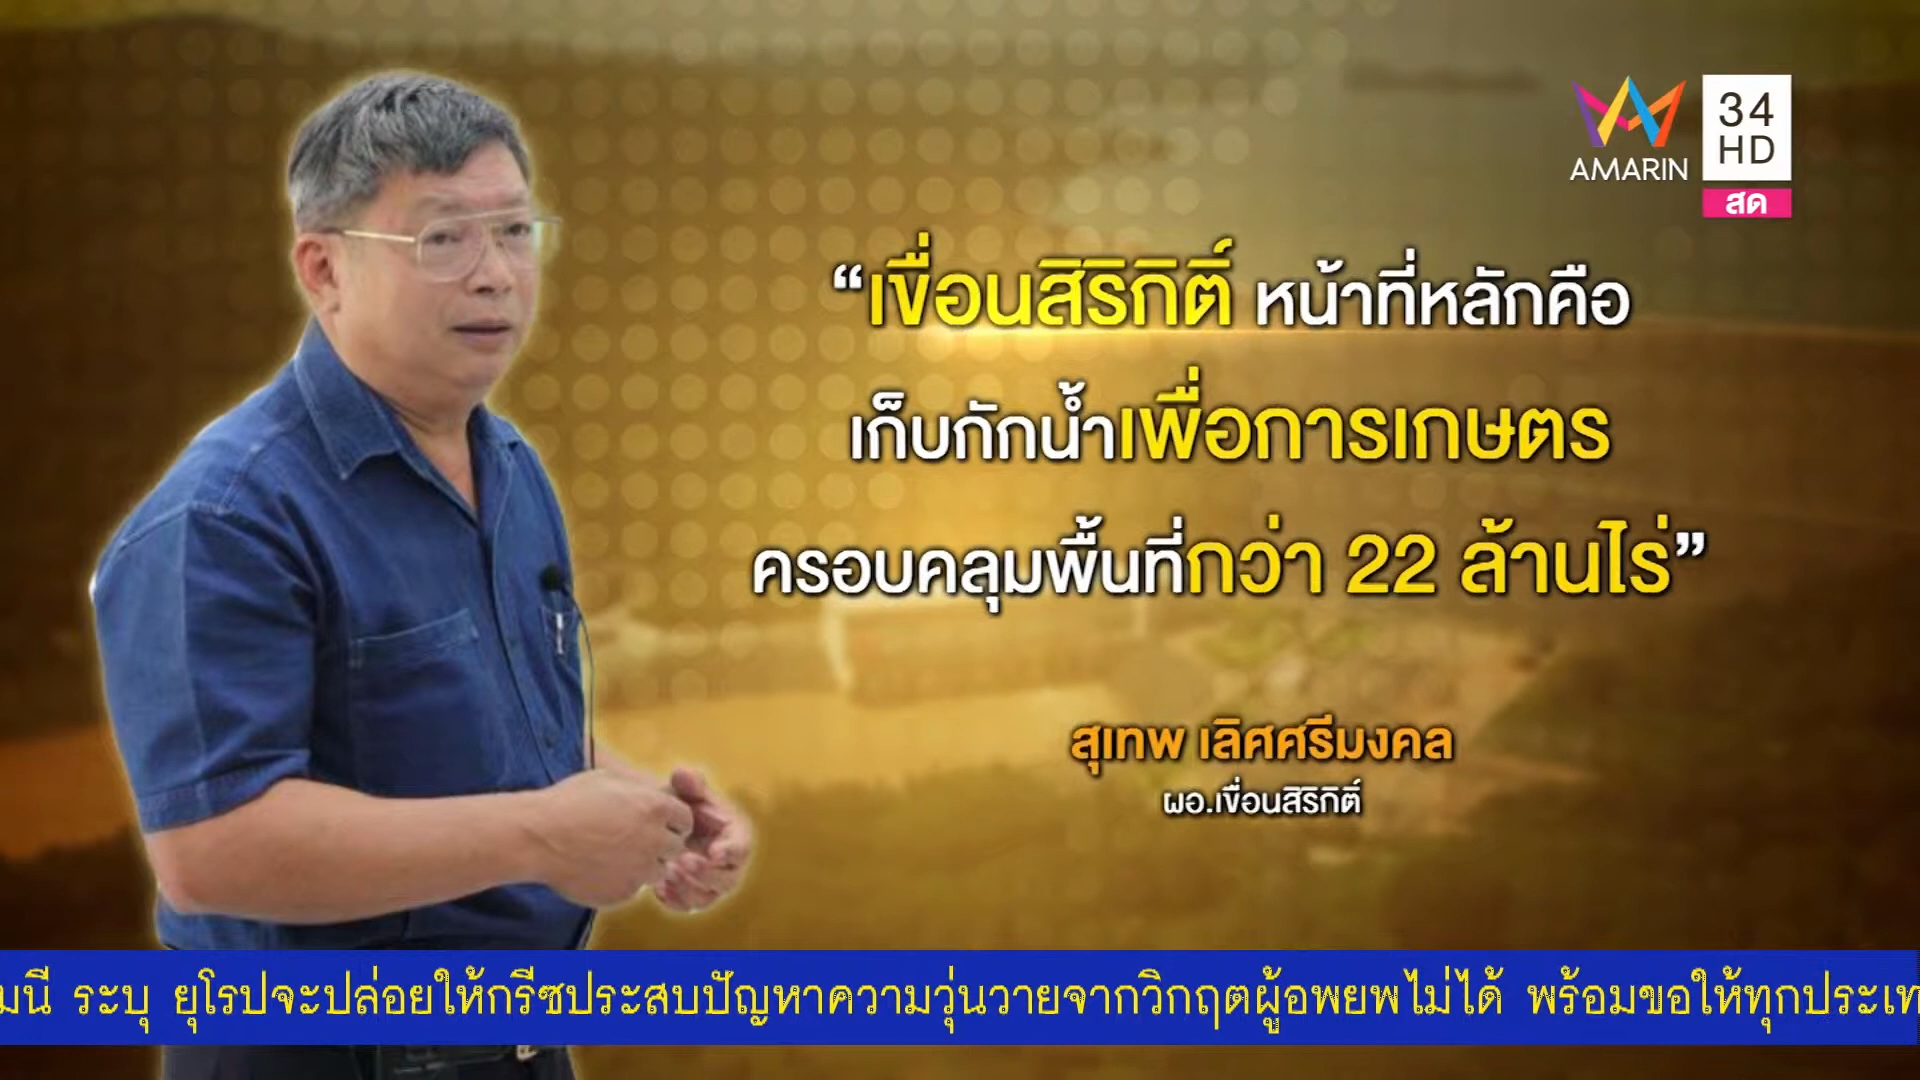 AMARIN
34
HD
สด
“เขื่อนสิริกิติ์ หน้าที่หลักคือ
เก็บกักน้ำเพื่อการเกษตร
ครอบคลุมพื้นที่กว่า 22 ล้านไร่”
สุเทพ เลิศศรีมงคล
ผอ.เขื่อนสิริกิติ์
มนี ระบุ ยุโรปจะปล่อยให้กรีซประสบปัญหาความวุ่นวายจากวิกฤตผู้อพยพไม่ได้ พร้อมขอให้ทุกประเท